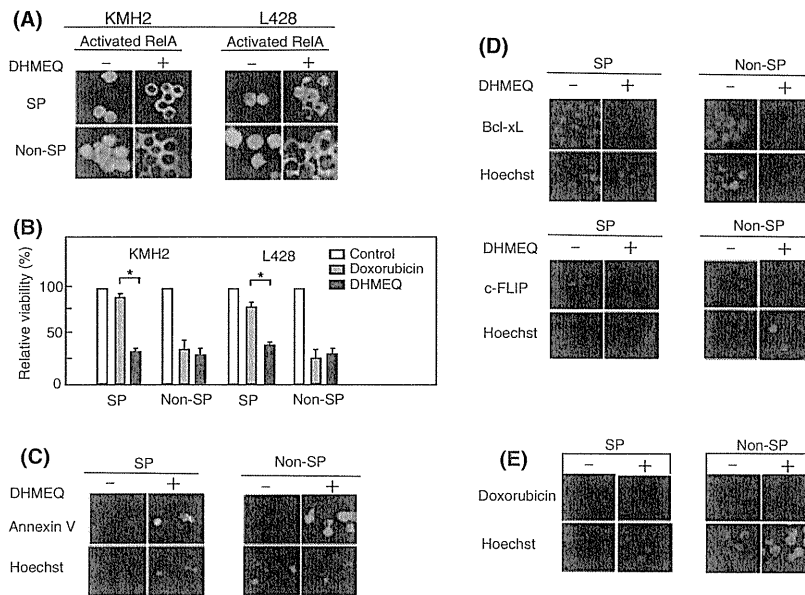 (A)
KMH2 L428
Activated RelA Activated RelA
DHMEQ − + − +
SP
Non-SP
(B)
KMH2 L428
Control
Doxorubicin
DHMEQ
* *
Relative viability (%)
100
50
0
SP Non-SP SP Non-SP
(C)
SP Non-SP
DHMEQ − + − +
Annexin V
Hoechst
(D)
SP Non-SP
DHMEQ − + − +
Bcl-xL
Hoechst
SP Non-SP
DHMEQ − + − +
c-FLIP
Hoechst
(E)
SP Non-SP
− + − +
Doxorubicin
Hoechst